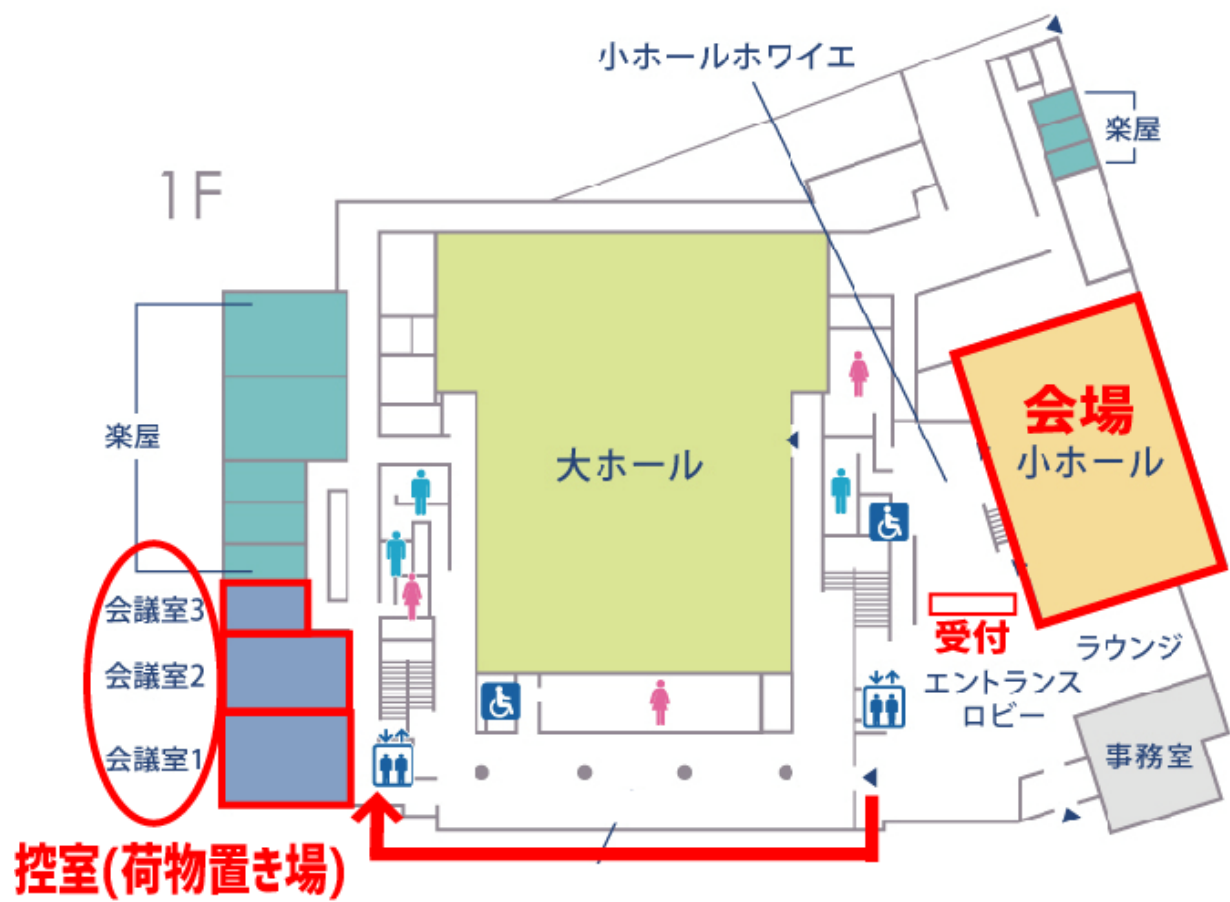 小ホールホワイエ
楽屋
1F
会場
小ホール
大ホール
楽屋
会議室3
会議室2
会議室1
受付
ラウンジ
エントランス
ロビー
事務室
控室(荷物置き場)